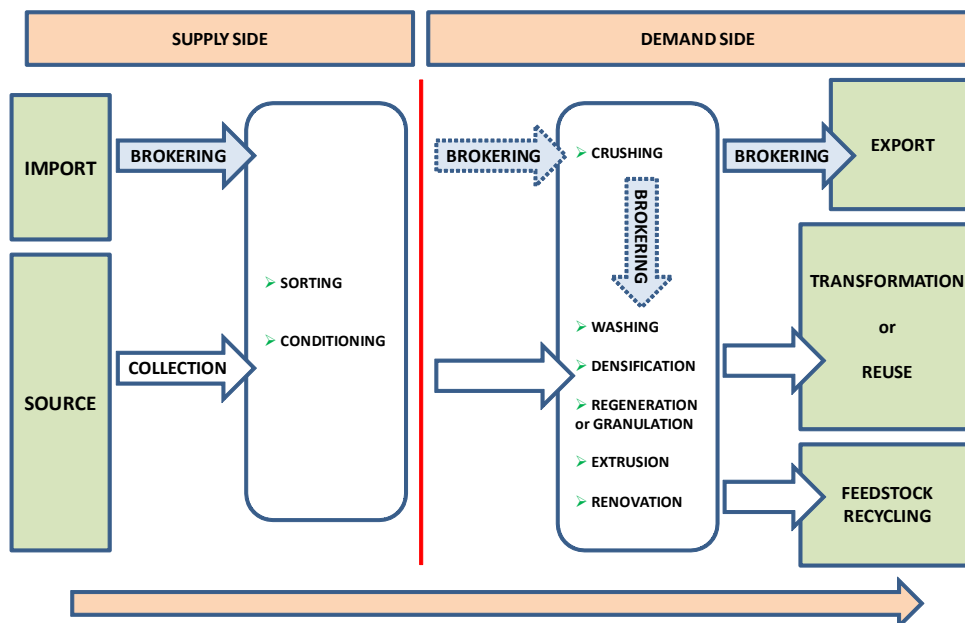 SUPPLY SIDE
DEMAND SIDE
IMPORT
BROKERING
SOURCE
COLLECTION
SORTING
CONDITIONING
BROKERING
CRUSHING
BROKERING
WASHING
DENSIFICATION
REGENERATION
or GRANULATION
EXTRUSION
RENOVATION
BROKERING
EXPORT
TRANSFORMATION
or
REUSE
FEEDSTOCK
RECYCLING